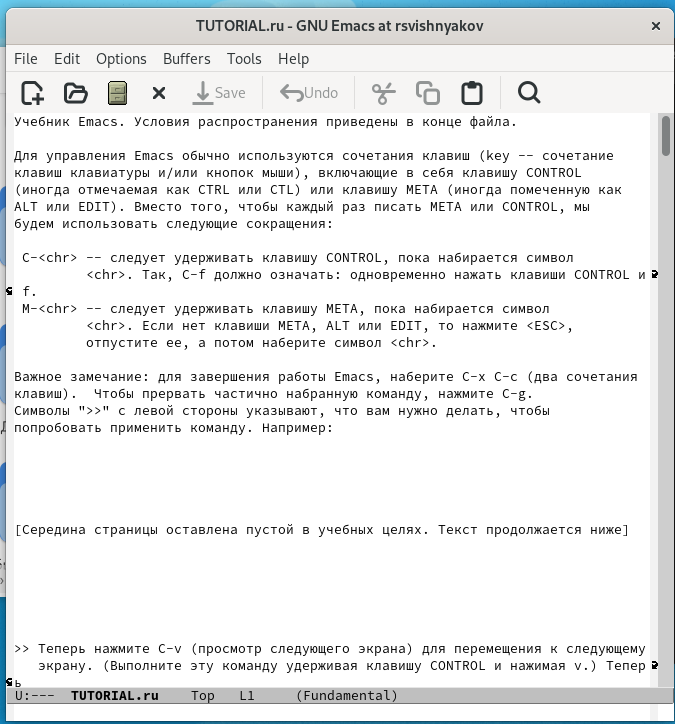 TUTORIAL.ru - GNU Emacs at rsvishnyakov
File Edit Options Buffers Tools Help
Save Undo
Учебник Emacs. Условия распространения приведены в конце файла.
Для управления Emacs обычно используются сочетания клавиш (key -- сочетание
клавиш клавиатуры и/или кнопок мыши), включающие в себя клавишу CONTROL
(иногда отмечаемая как CTRL или CTL) или клавишу META (иногда помеченную как
ALT или EDIT). Вместо того, чтобы каждый раз писать META или CONTROL, мы
будем использовать следующие сокращения:
C-<chr> -- следует удерживать клавишу CONTROL, пока набирается символ
<chr>. Так, C-f должно означать: одновременно нажать клавиши CONTROL и
f.
M-<chr> -- следует удерживать клавишу META, пока набирается символ
<chr>. Если нет клавиши META, ALT или EDIT, то нажмите <ESC>,
отпустите ее, а потом наберите символ <chr>.
Важное замечание: для завершения работы Emacs, наберите C-x C-c (два сочетания
клавиш).  Чтобы прервать частично набранную команду, нажмите C-g.
Символы ">>" с левой стороны указывают, что вам нужно делать, чтобы
попробовать применить команду. Например:
[Середина страницы оставлена пустой в учебных целях. Текст продолжается ниже]
>> Теперь нажмите C-v (просмотр следующего экрана) для перемещения к следующему
экрану. (Выполните эту команду удерживая клавишу CONTROL и нажимая v.) Тепер
ь
U:---  TUTORIAL.ru    Top   L1     (Fundamental)